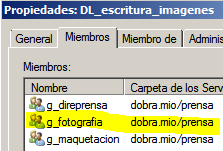 Propiedades: DL_escritura_imagenes
General Miembros Miembro de Adminis
Miembros:
Nombre Carpeta de los Serv
g_direprensa dobra.mio/prensa
g_fotografia dobra.mio/prensa
g_maquetacion dobra.mio/prensa